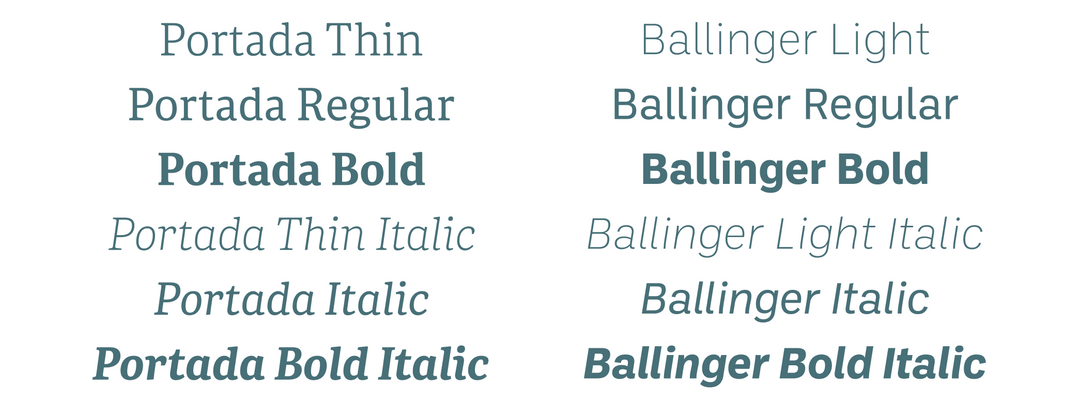 Portada Thin
Portada Regular
Portada Bold
Portada Thin Italic
Portada Italic
Portada Bold Italic
Ballinger Light
Ballinger Regular
Ballinger Bold
Ballinger Light Italic
Ballinger Italic
Ballinger Bold Italic